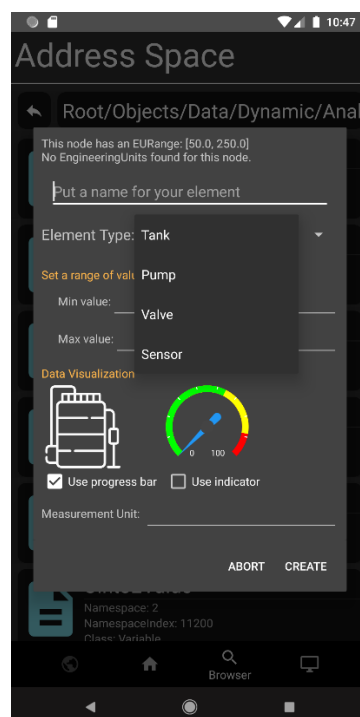 10:47
Address Space
Root/Objects/Data/Dynamic/Anal
This node has an EURange: [50.0, 250.0]
No EngineeringUnits found for this node.
Put a name for your element
Element Type: Tank
Pump
Set a range of valu
Valve
Min value:
Sensor
Max value:
Data Visualization
0 100
Use progress bar Use indicator
Measurement Unit:
ABORT CREATE
Namespace: 2
NamespaceIndex: 11200
Class: Variable
Browser